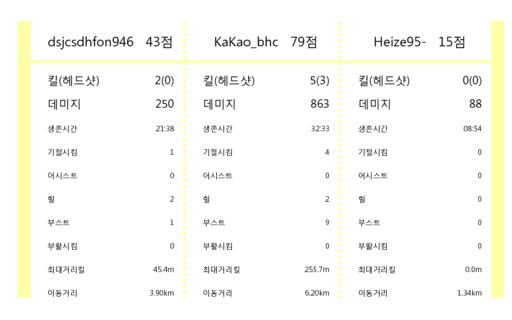 dsjcsdhfon946 43점 KaKao_bhc 79점 Heize95- 15점
킬(헤드샷) 2(0) 킬(헤드샷) 5(3) 킬(헤드샷) 0(0)
데미지 250 데미지 863 데미지 88
생존시간 21:38 생존시간 32:33 생존시간 08:54
기절시킴 1 기절시킴 4 기절시킴 0
어시스트 0 어시스트 0 어시스트 0
힐 2 힐 2 힐 0
부스트 1 부스트 9 부스트 0
부활시킴 0 부활시킴 0 부활시킴 0
최대거리킬 45.4m 최대거리킬 255.7m 최대거리킬 0.0m
이동거리 3.90km 이동거리 6.20km 이동거리 1.34km